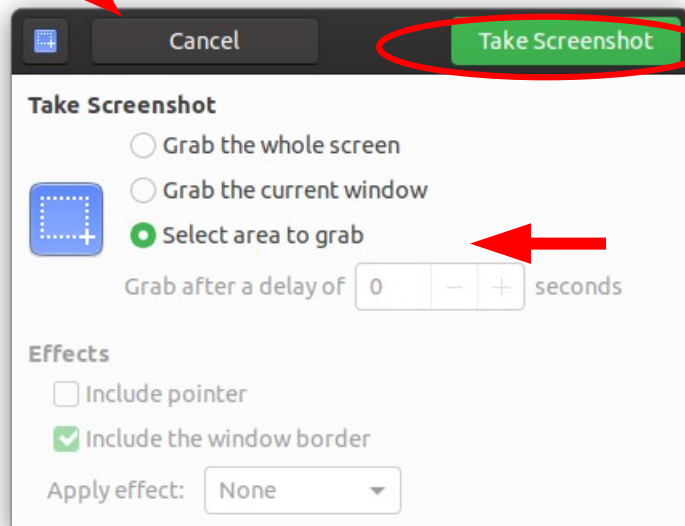 Cancel Take Screenshot
Take Screenshot
Grab the whole screen
Grab the current window
Select area to grab
Grab after a delay of 0 − + seconds
Effects
Include pointer
Include the window border
Apply effect: None